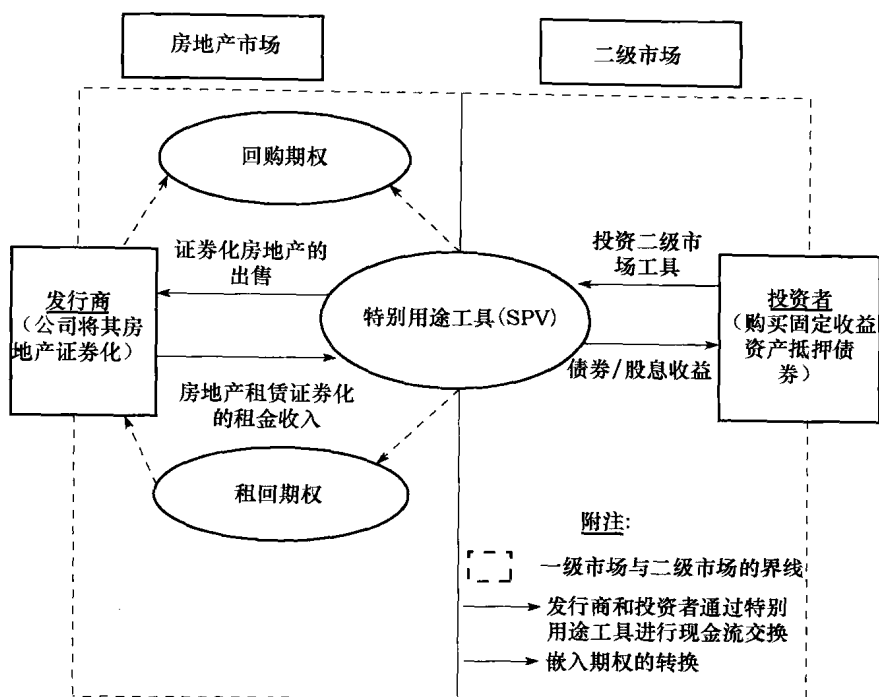 房地产市场
二级市场
回购期权
证券化房地产的
出售
投资二级市
场工具
发行商
（公司将其房
地产证券化）
特别用途工具(SPV)
投资者
（购买固定收益
资产抵押债
券）
房地产租赁证券化
的租金收入
债券/股息收益
租回期权
附注:
一级市场与二级市场的界线
发行商和投资者通过特别
用途工具进行现金流交换
嵌入期权的转换